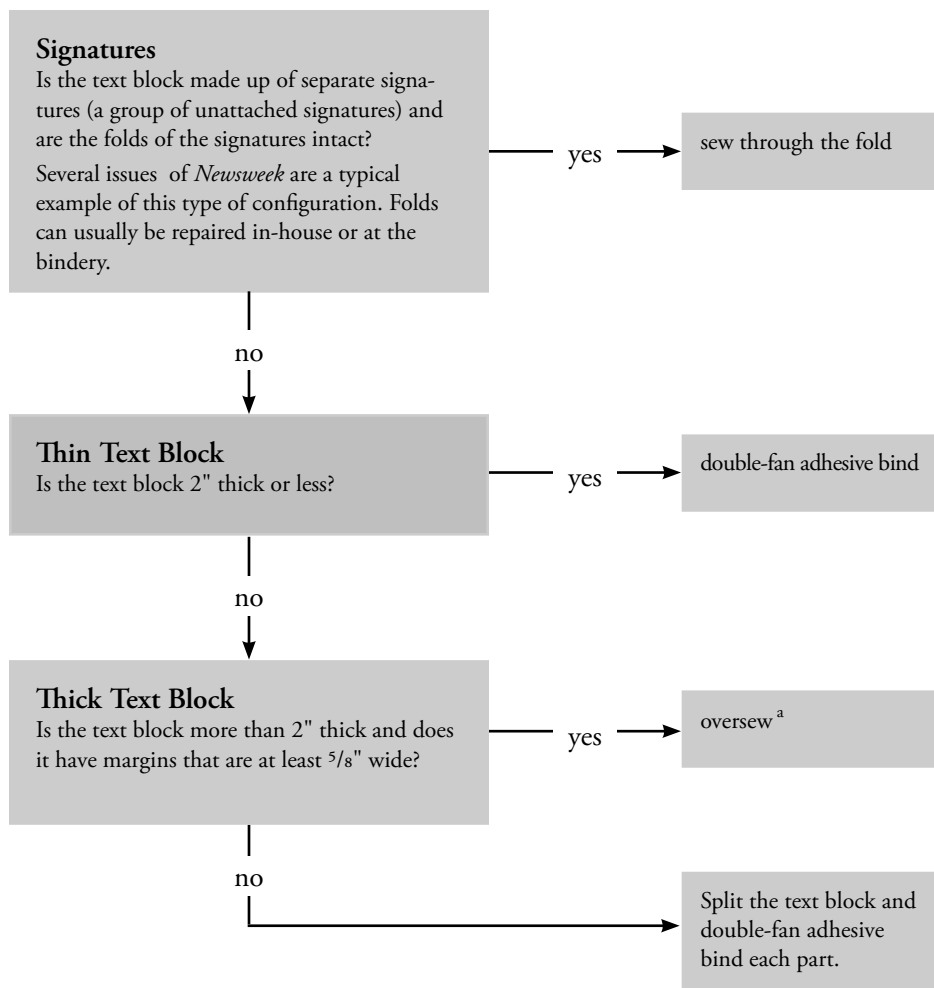 Signatures
Is the text block made up of separate signa-
tures (a group of unattached signatures) and
are the folds of the signatures intact?
Several issues of Newsweek are a typical
example of this type of configuration. Folds
can usually be repaired in-house or at the
bindery.
yes
sew through the fold
no
Thin Text Block
Is the text block 2" thick or less?
yes
double-fan adhesive bind
no
Thick Text Block
Is the text block more than 2" thick and does
it have margins that are at least 5/8" wide?
yes
oversew a
no
Split the text block and
double-fan adhesive
bind each part.